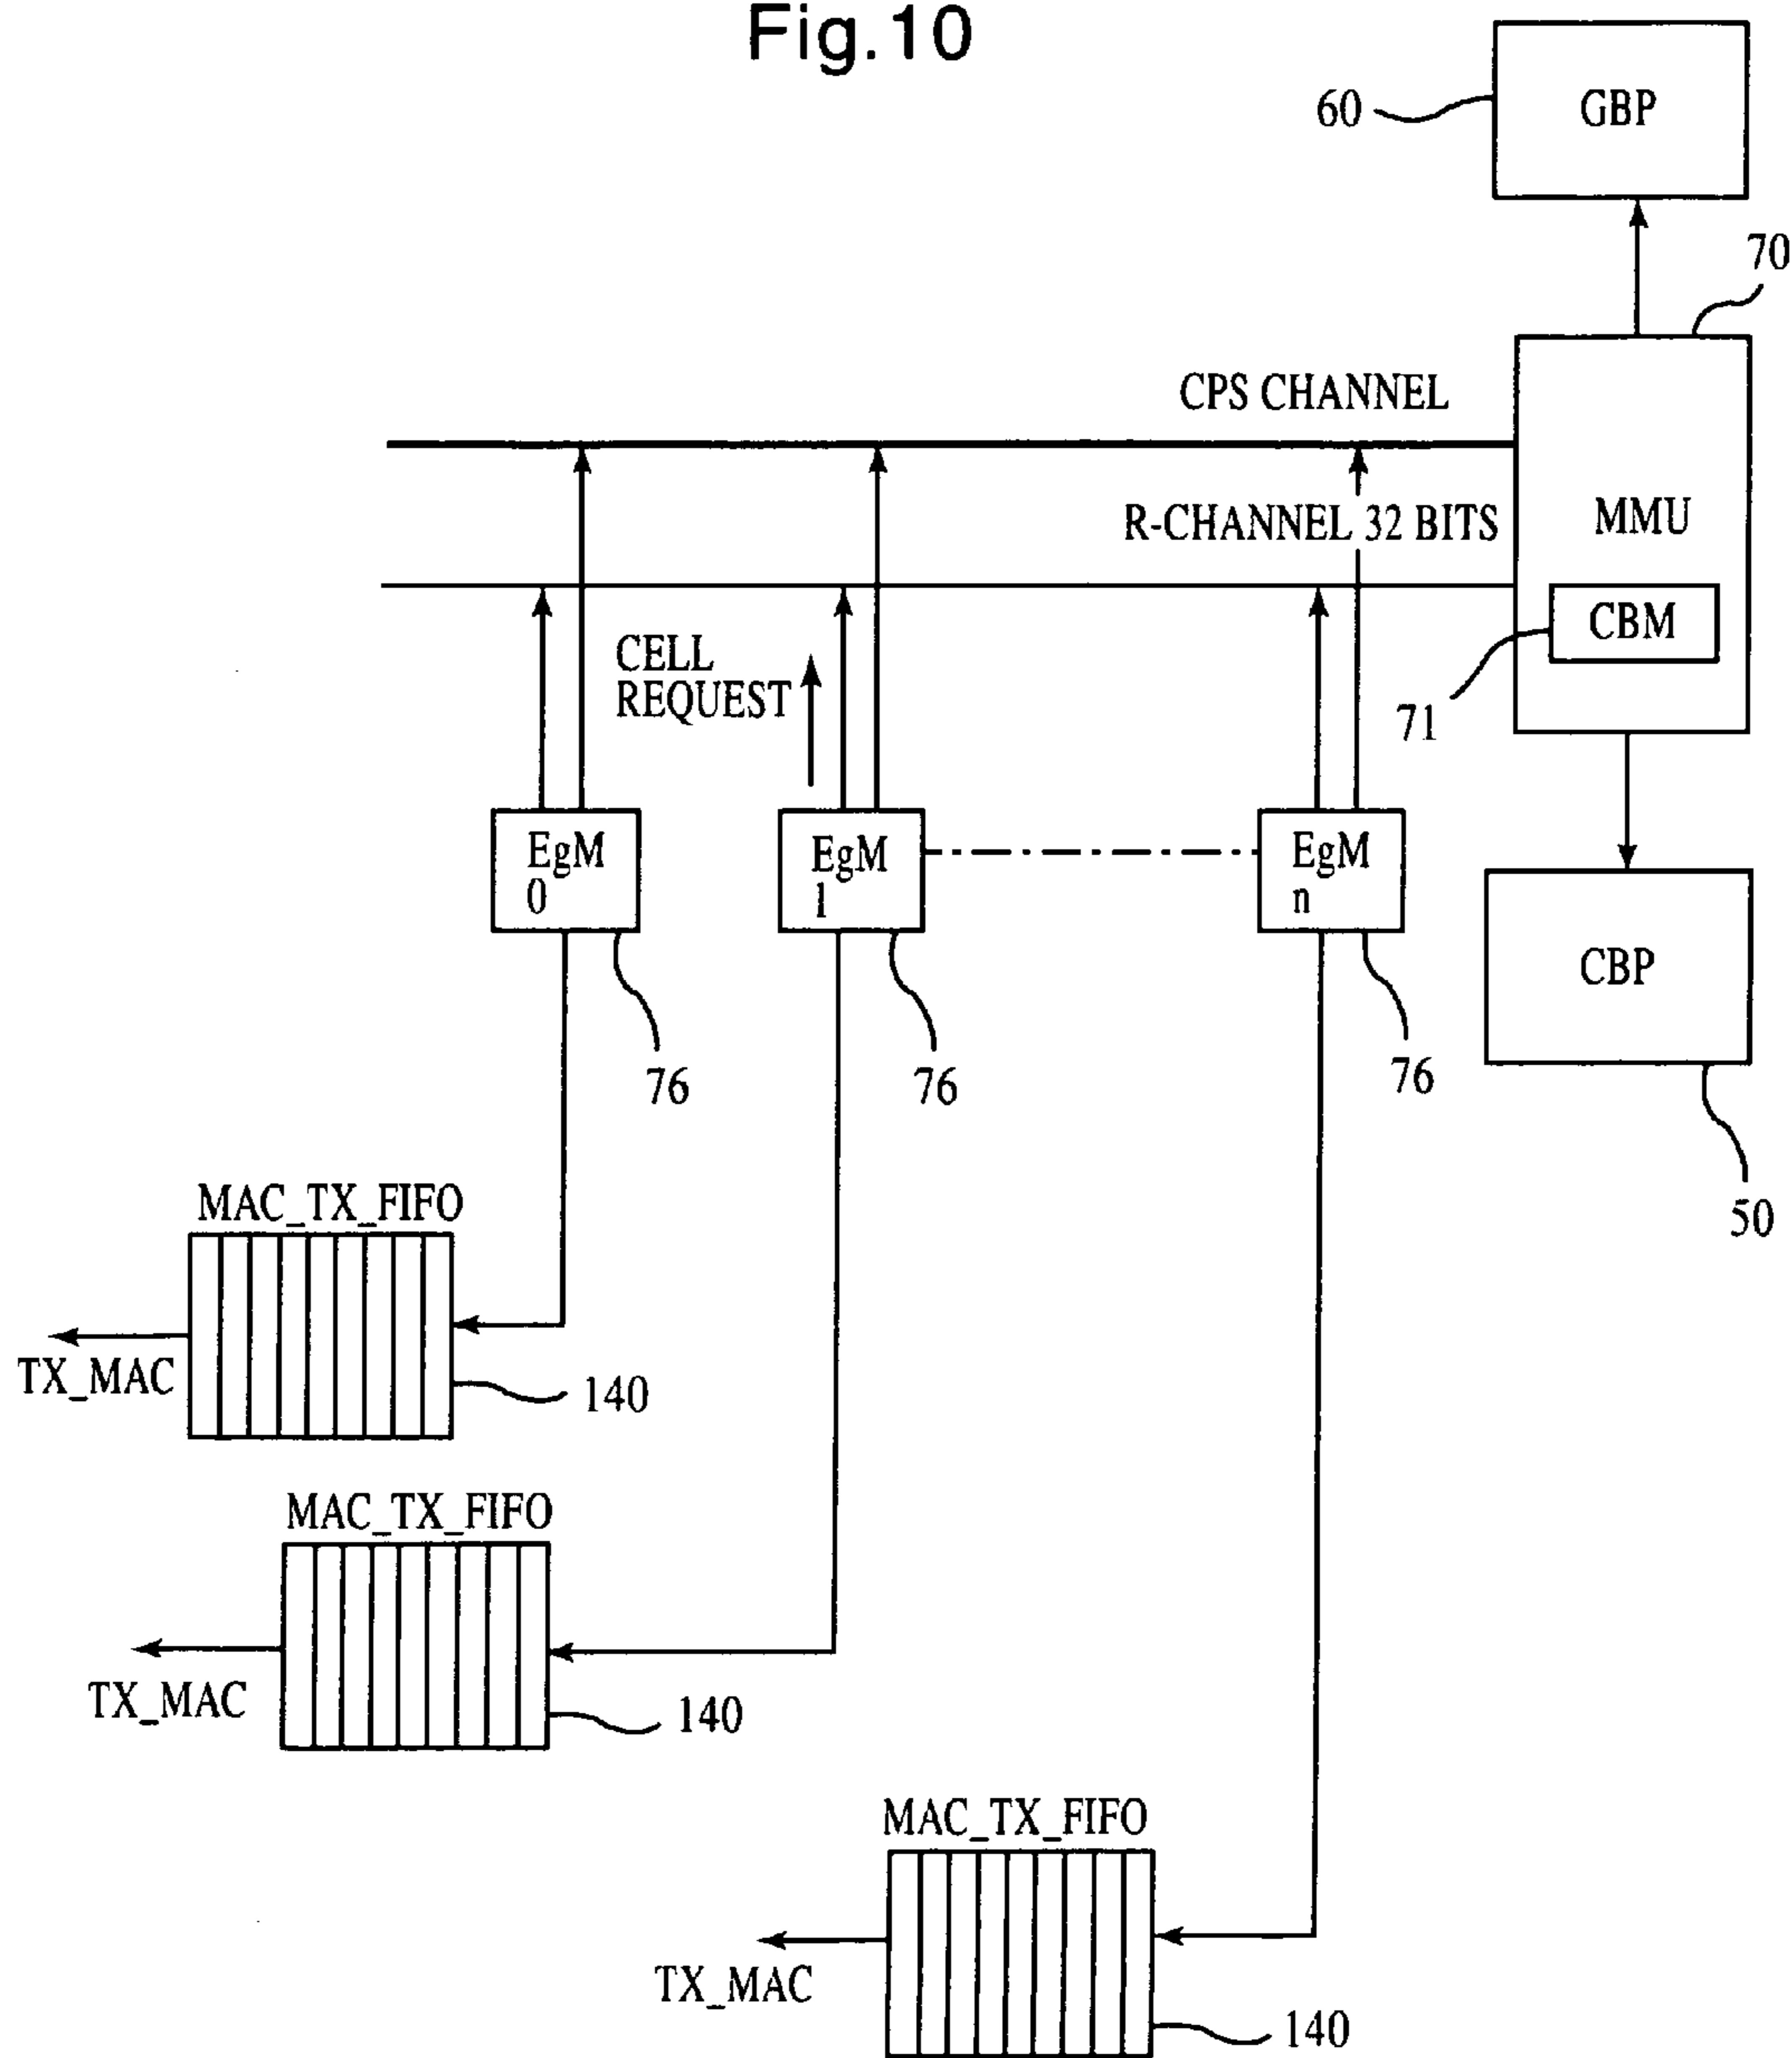 Fig.10
60
GBP
70
CPS CHANNEL
R-CHANNEL 32 BITS
MMU
CBM
71
CELL
REQUEST
EgM
0
EgM
1
EgM
n
76
76
76
CBP
50
MAC_TX_FIFO
TX_MAC
140
MAC_TX_FIFO
TX_MAC
140
MAC_TX_FIFO
TX_MAC
140